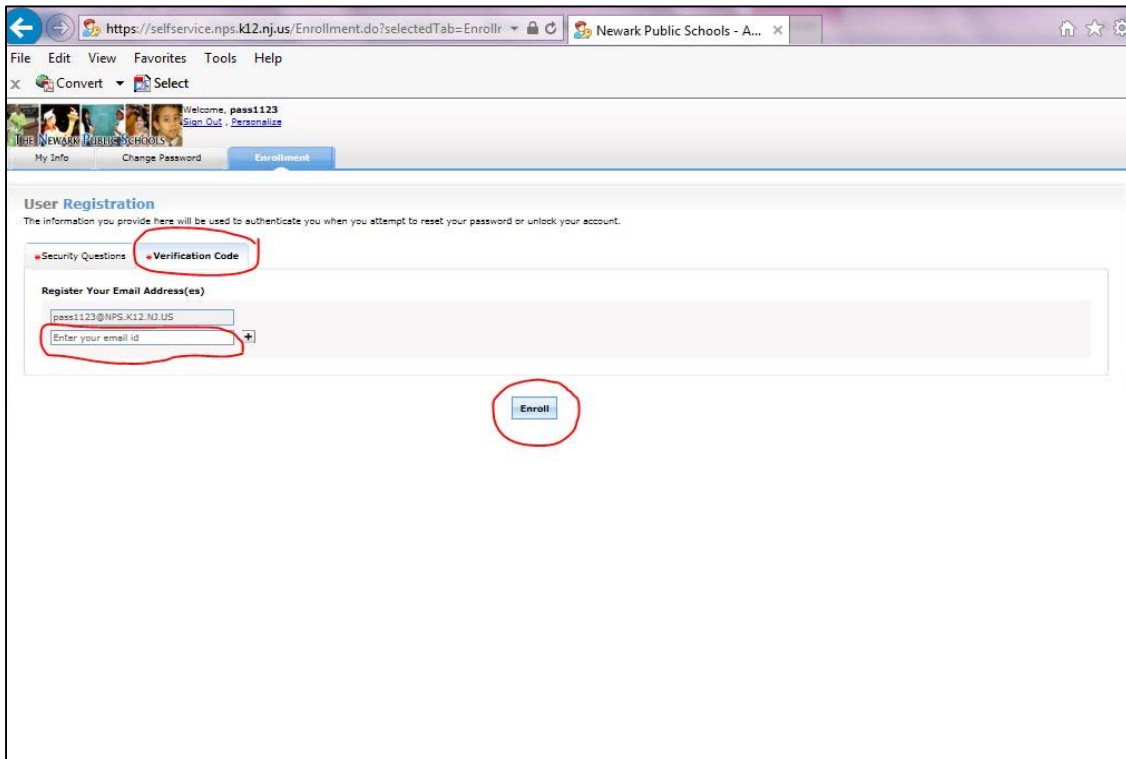 https://selfservice.nps.k12.nj.us/Enrollment.do?selectedTab=Enrollr
Newark Public Schools - A... ×
File Edit View Favorites Tools Help
x Convert Select
Welcome, pass1123
Sign Out , Personalize
THE NEWARK PUBLIC SCHOOLS
My Info Change Password Enrollment
User Registration
The information you provide here will be used to authenticate you when you attempt to reset your password or unlock your account.
*Security Questions *Verification Code
Register Your Email Address(es)
pass1123@NPS.K12.NJ.US
Enter your email id +
Enroll